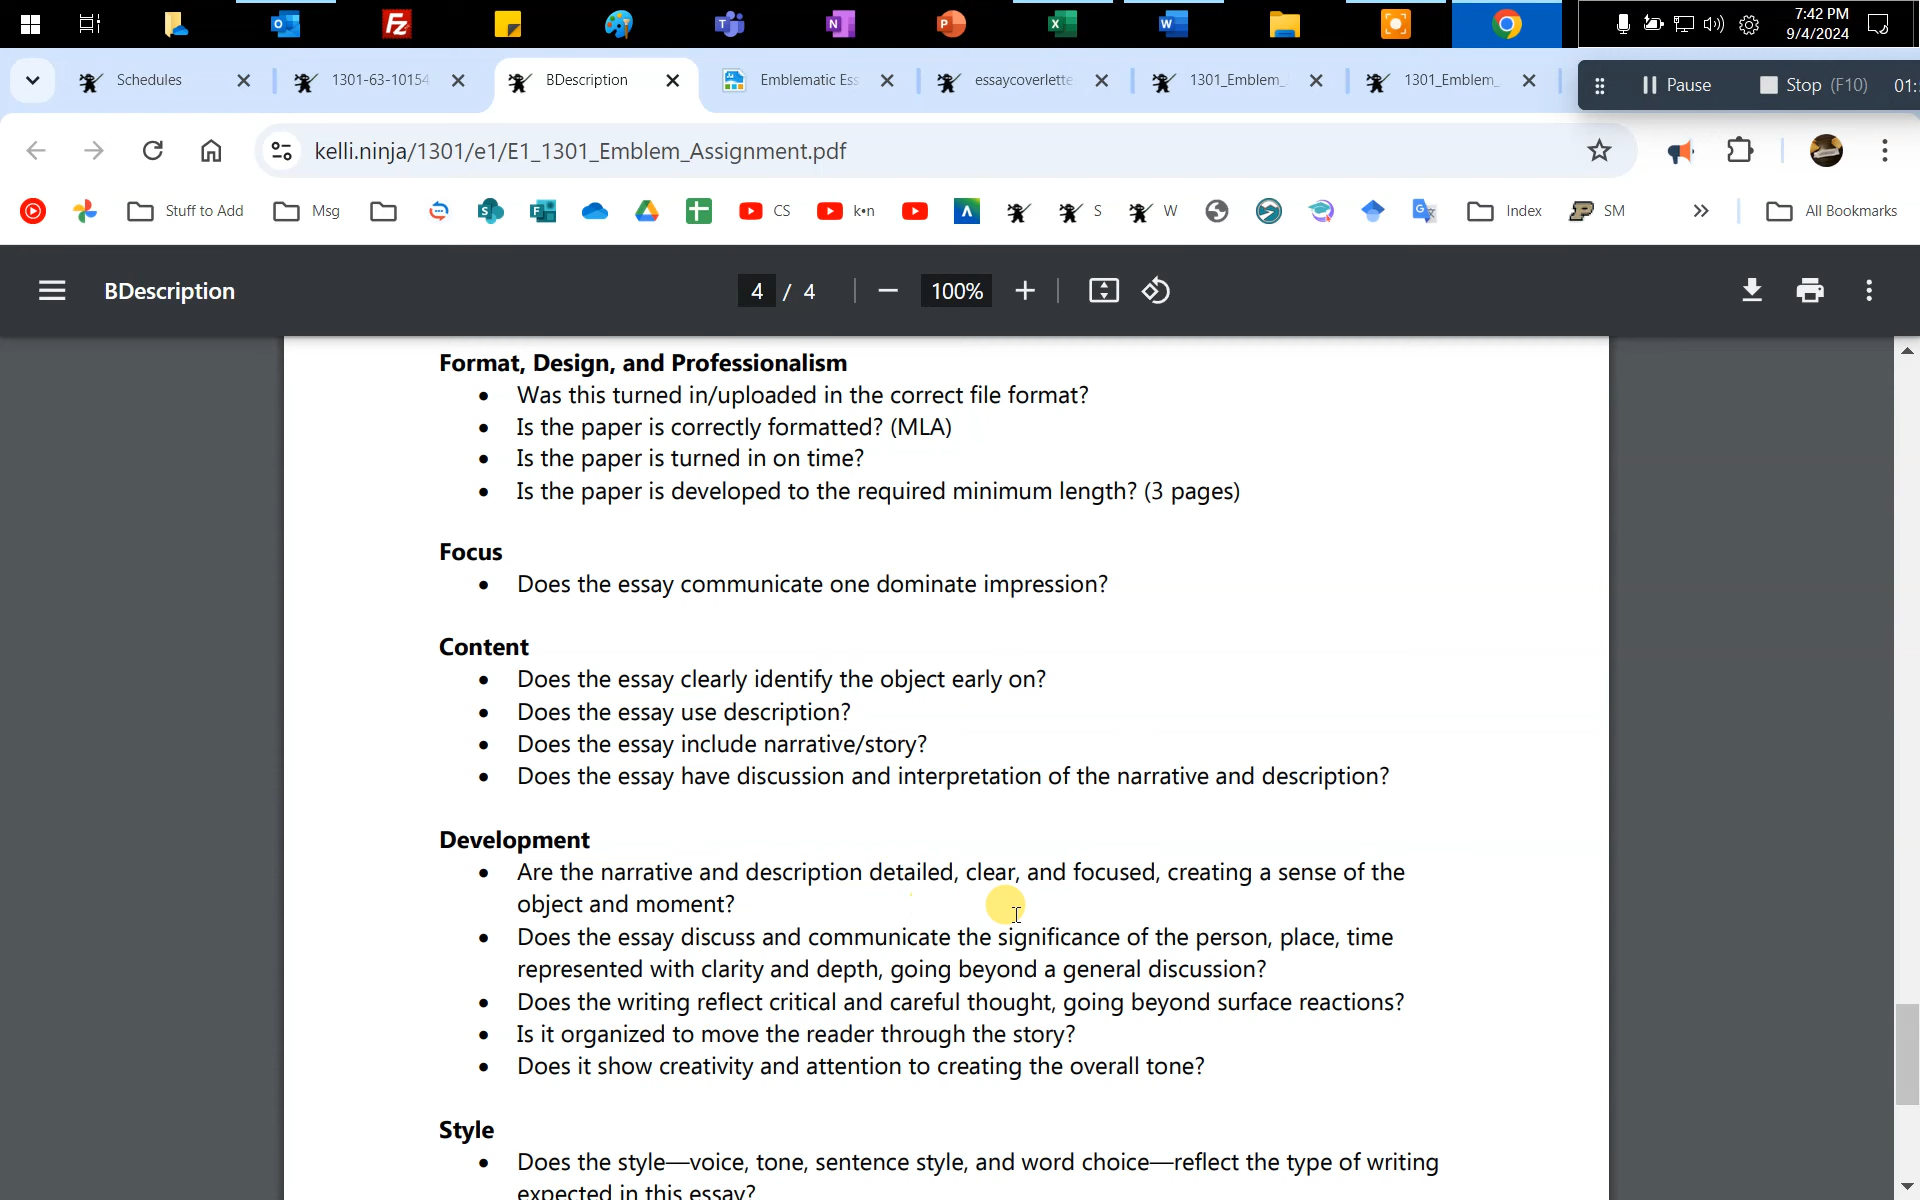 7:42 PM
9/4/2024
Schedules
1301-63-10154
BDescription
Emblematic Ess
essaycoverlette
1301_Emblem_
1301_Emblem_
Pause
Stop (F10)
01:
kelli.ninja/1301/e1/E1_1301_Emblem_Assignment.pdf
Stuff to Add
Msg
CS
k•n
S
W
Index
SM
All Bookmarks
BDescription
4 / 4
100%
Format, Design, and Professionalism
• Was this turned in/uploaded in the correct file format?
• Is the paper is correctly formatted? (MLA)
• Is the paper is turned in on time?
• Is the paper is developed to the required minimum length? (3 pages)
Focus
• Does the essay communicate one dominate impression?
Content
• Does the essay clearly identify the object early on?
• Does the essay use description?
• Does the essay include narrative/story?
• Does the essay have discussion and interpretation of the narrative and description?
Development
• Are the narrative and description detailed, clear, and focused, creating a sense of the
object and moment?
• Does the essay discuss and communicate the significance of the person, place, time
represented with clarity and depth, going beyond a general discussion?
• Does the writing reflect critical and careful thought, going beyond surface reactions?
• Is it organized to move the reader through the story?
• Does it show creativity and attention to creating the overall tone?
Style
• Does the style—voice, tone, sentence style, and word choice—reflect the type of writing
expected in this essay?